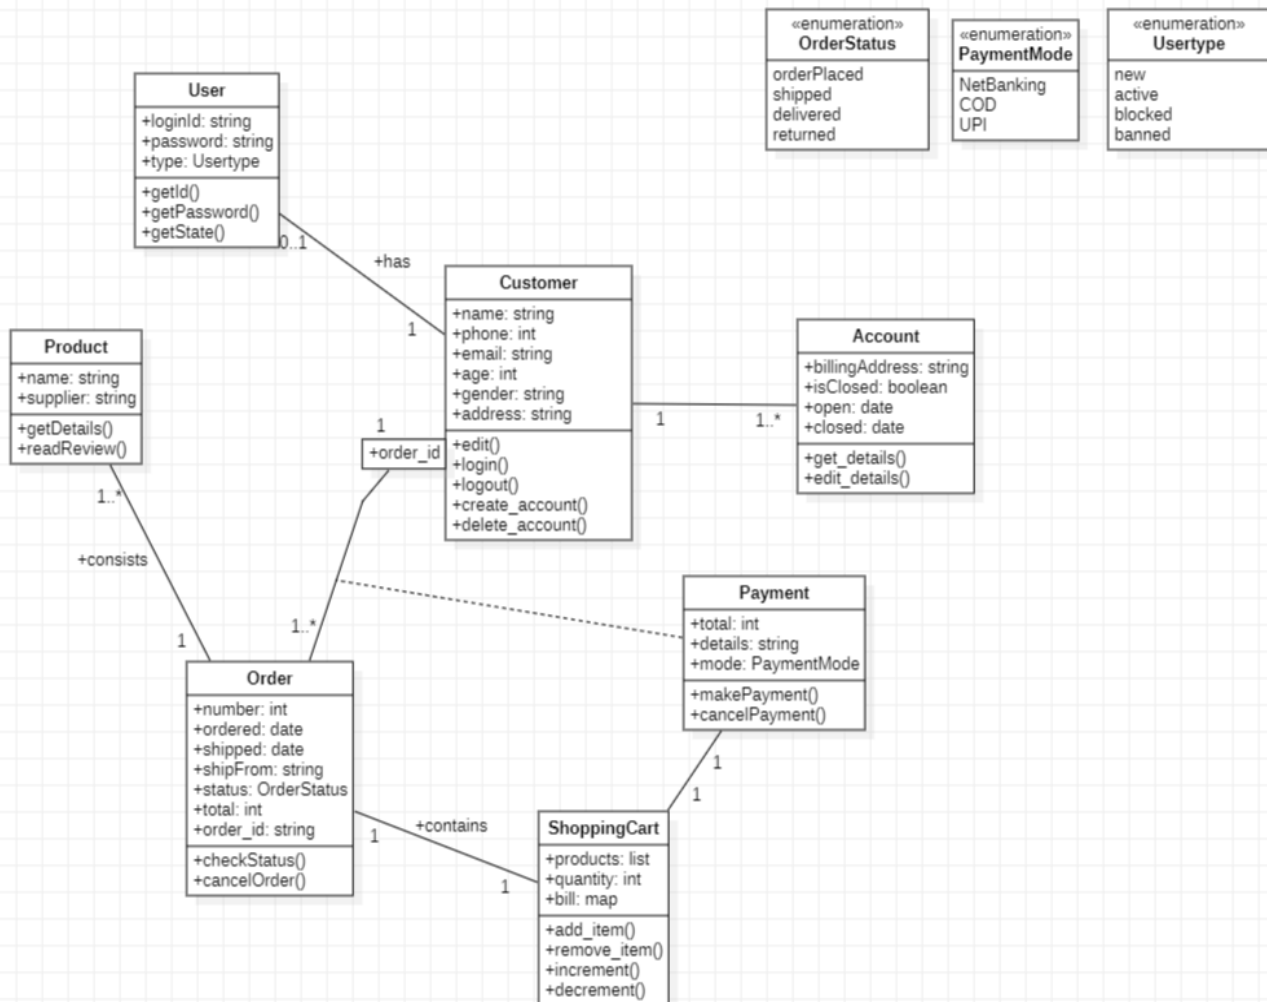 «enumeration»
OrderStatus
orderPlaced
shipped
delivered
returned
«enumeration»
PaymentMode
NetBanking
COD
UPI
«enumeration»
Usertype
new
active
blocked
banned
User
+loginId: string
+password: string
+type: Usertype
+getId()
+getPassword()
+getState()
0..1
+has
1
Customer
+name: string
+phone: int
+email: string
+age: int
+gender: string
+address: string
+edit()
+login()
+logout()
+create_account()
+delete_account()
1
1..*
Account
+billingAddress: string
+isClosed: boolean
+open: date
+closed: date
+get_details()
+edit_details()
Product
+name: string
+supplier: string
+getDetails()
+readReview()
1..*
+consists
1
1
+order_id
1..*
Payment
+total: int
+details: string
+mode: PaymentMode
+makePayment()
+cancelPayment()
1
1
Order
+number: int
+ordered: date
+shipped: date
+shipFrom: string
+status: OrderStatus
+total: int
+order_id: string
+checkStatus()
+cancelOrder()
1
+contains
1
ShoppingCart
+products: list
+quantity: int
+bill: map
+add_item()
+remove_item()
+increment()
+decrement()